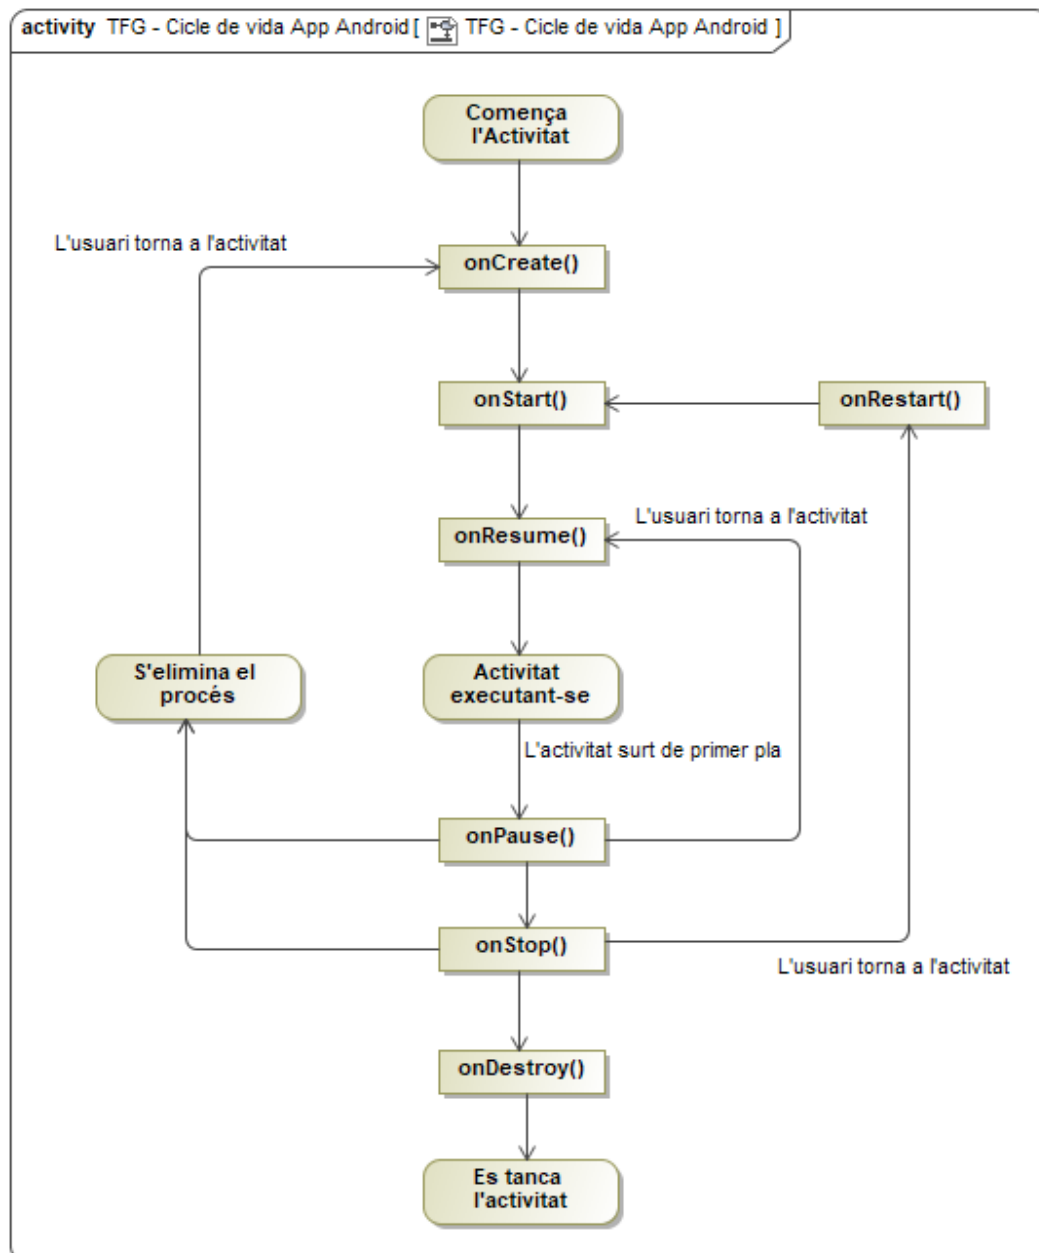 activity TFG - Cicle de vida App Android [ TFG - Cicle de vida App Android ]
Comença
l'Activitat
L'usuari torna a l'activitat
onCreate()
onStart()
onRestart()
L'usuari torna a l'activitat
onResume()
S'elimina el
procés
Activitat
executant-se
L'activitat surt de primer pla
onPause()
onStop()
L'usuari torna a l'activitat
onDestroy()
Es tanca
l'activitat